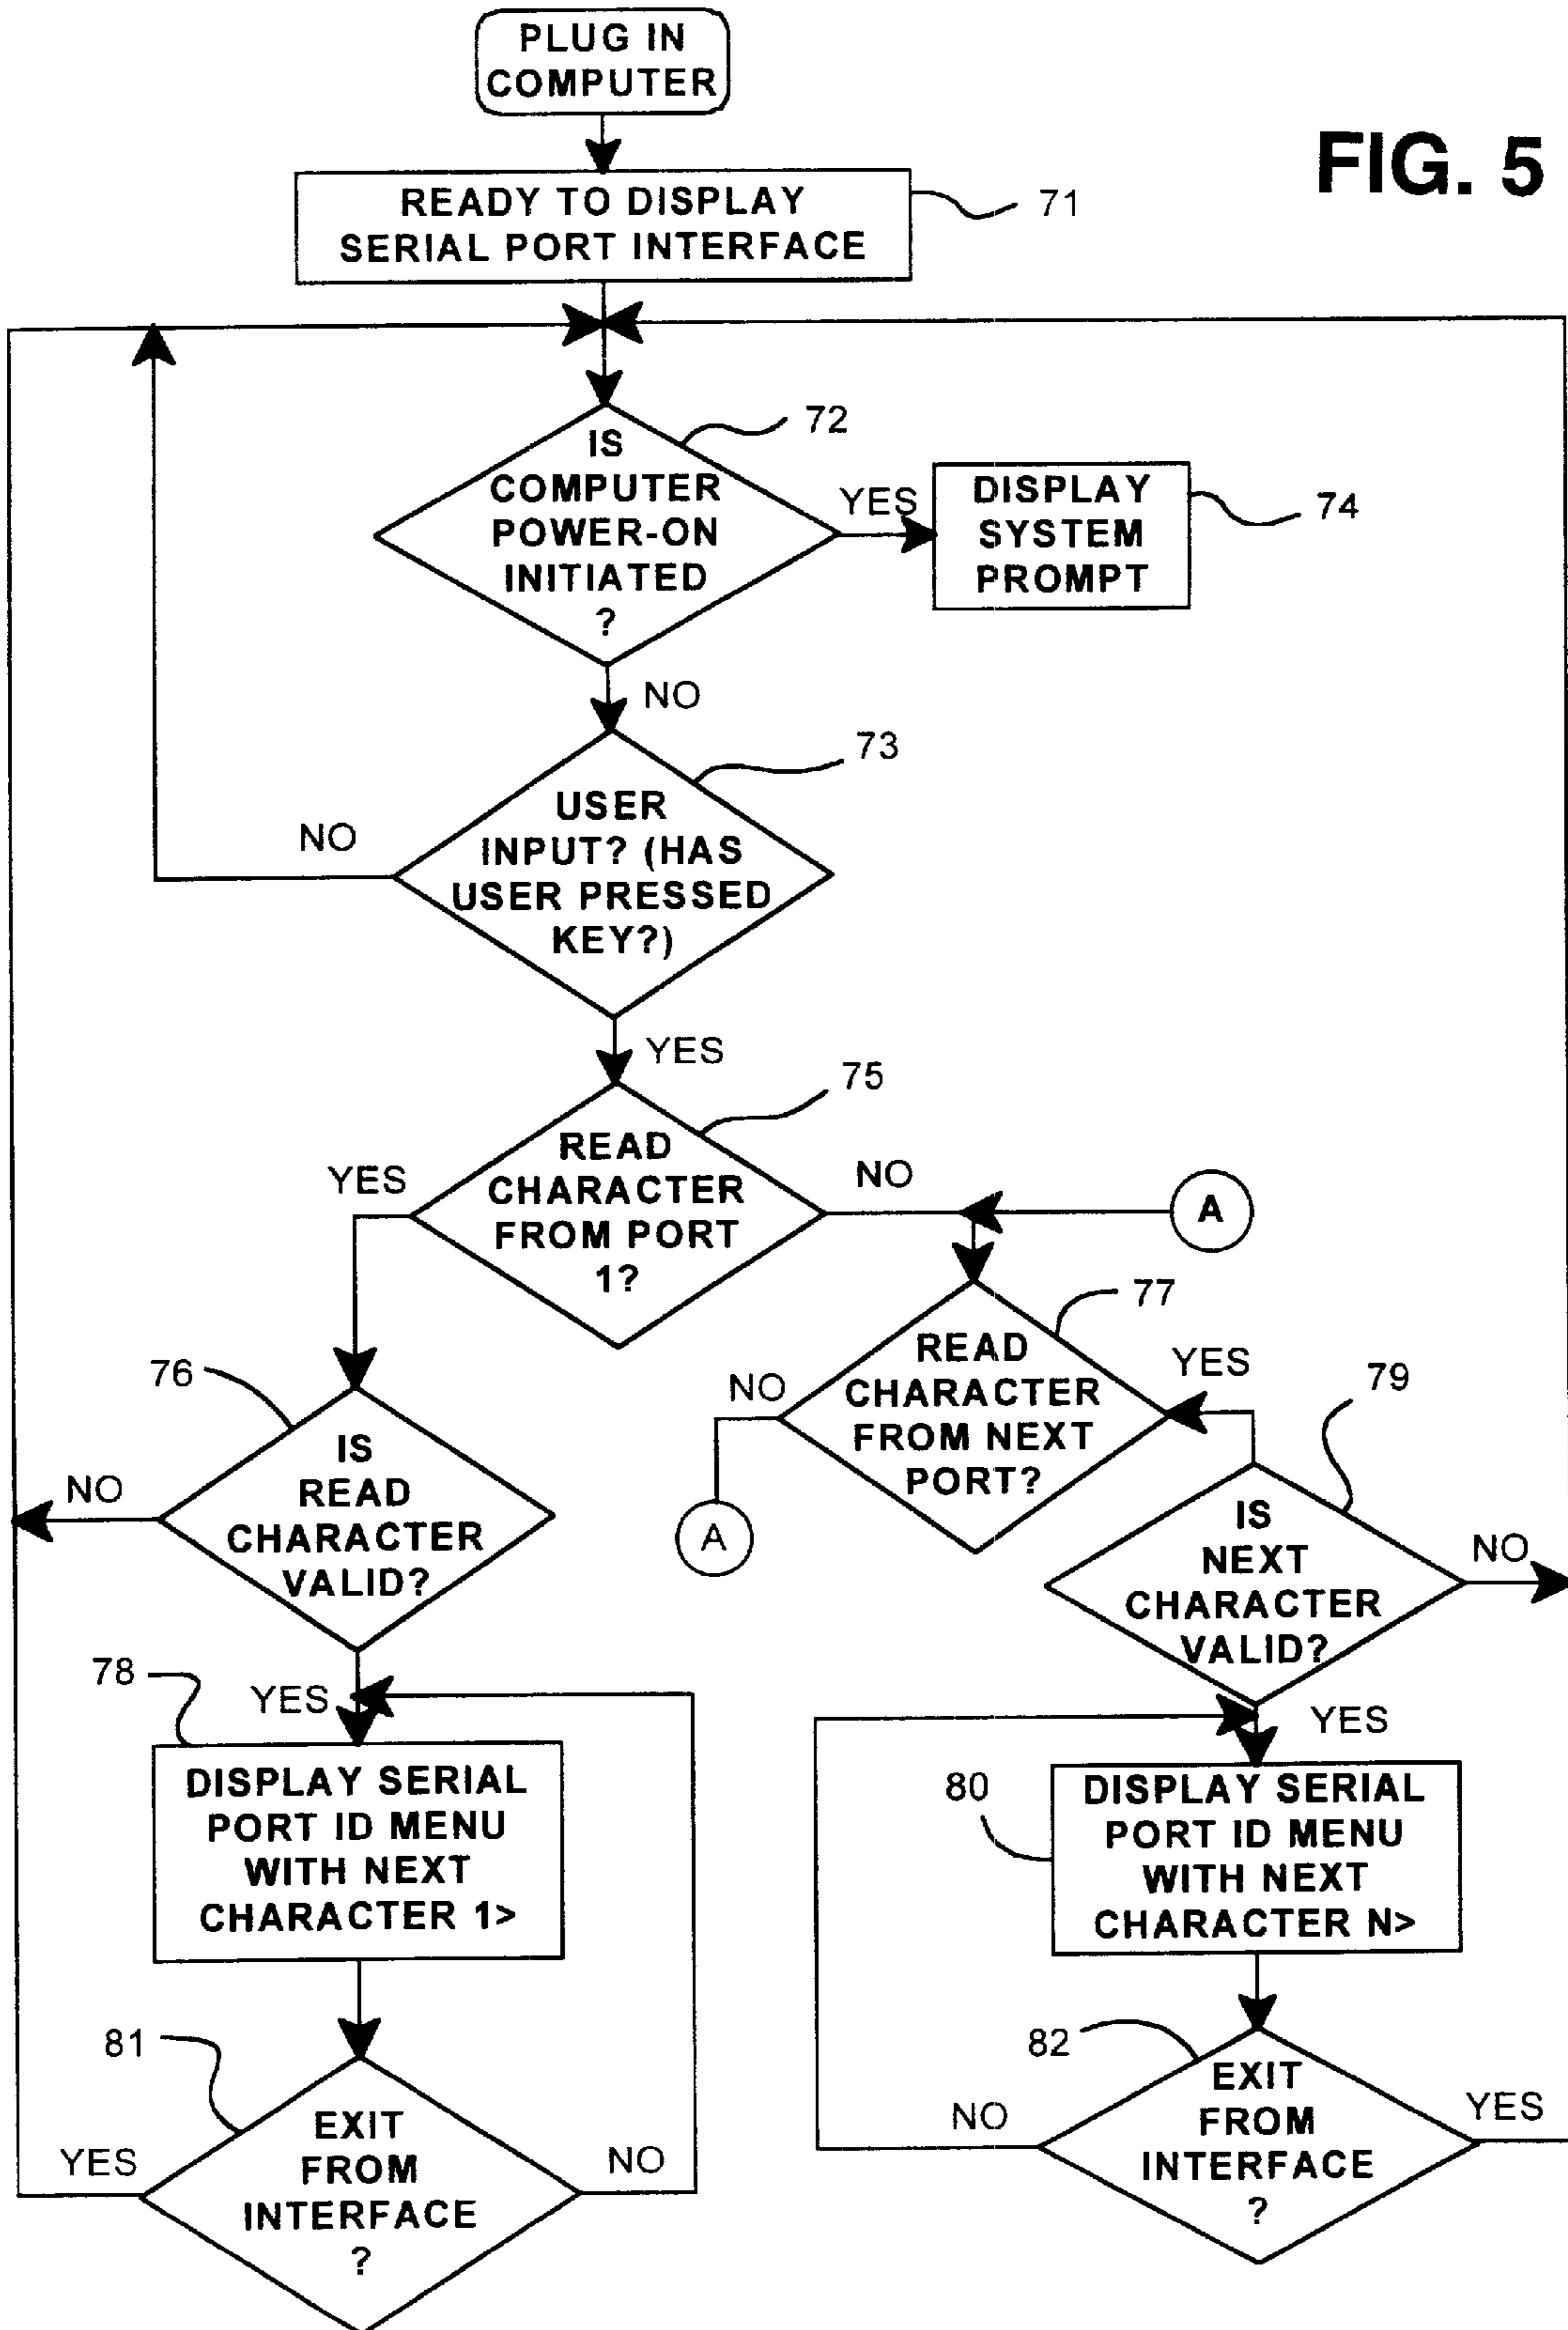 PLUG IN
COMPUTER
FIG. 5
READY TO DISPLAY
SERIAL PORT INTERFACE
71
72
IS
COMPUTER
POWER-ON
INITIATED
?
YES
DISPLAY
SYSTEM
PROMPT
74
NO
73
USER
INPUT? (HAS
USER PRESSED
KEY?)
NO
YES
75
READ
CHARACTER
FROM PORT
1?
YES
NO
A
77
READ
CHARACTER
FROM NEXT
PORT?
NO
YES
A
76
IS
READ
CHARACTER
VALID?
NO
79
IS
NEXT
CHARACTER
VALID?
NO
78
YES
DISPLAY SERIAL
PORT ID MENU
WITH NEXT
CHARACTER 1>
YES
80
DISPLAY SERIAL
PORT ID MENU
WITH NEXT
CHARACTER N>
81
EXIT
FROM
INTERFACE
?
YES
NO
82
EXIT
FROM
INTERFACE
?
NO
YES